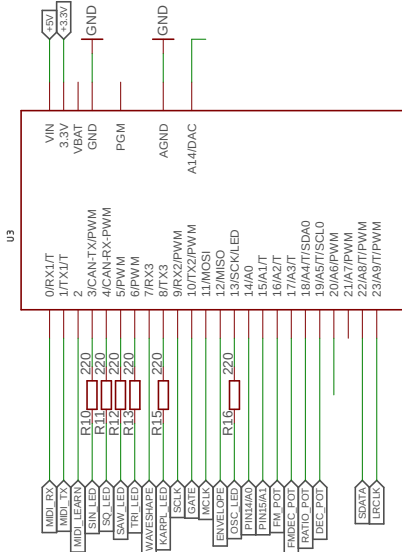 +5V
+3.3V
GND
GND
VIN
3.3V
VBAT
GND
PGM
AGND
A14/DAC
U3
0/RX1/T
1/TX1/T
2
3/CAN-TX/PWM
4/CAN-RX-PWM
5/PWM
6/PWM
7/RX3
8/TX3
9/RX2/PWM
10/TX2/PWM
11/MOSI
12/MISO
13/SCK/LED
14/A0
15/A1/T
16/A2/T
17/A3/T
18/A4/T/SDA0
19/A5/T/SCL0
20/A6/PWM
21/A7/PWM
22/A8/T/PWM
23/A9/T/PWM
R10 220
R11 220
R12 220
R13 220
R15 220
R16 220
MIDI_RX
MIDI_TX
MIDI_LEARN
SIN_LED
SQ_LED
SAW_LED
TRI_LED
WAVESHAPE
KARPL_LED
SCLK
GATE
MCLK
ENVELOPE
OSC_LED
PIN14/A0
PIN15/A1
FM_POT
FMDEC_POT
RATIO_POT
DEC_POT
SDATA
LRCLK